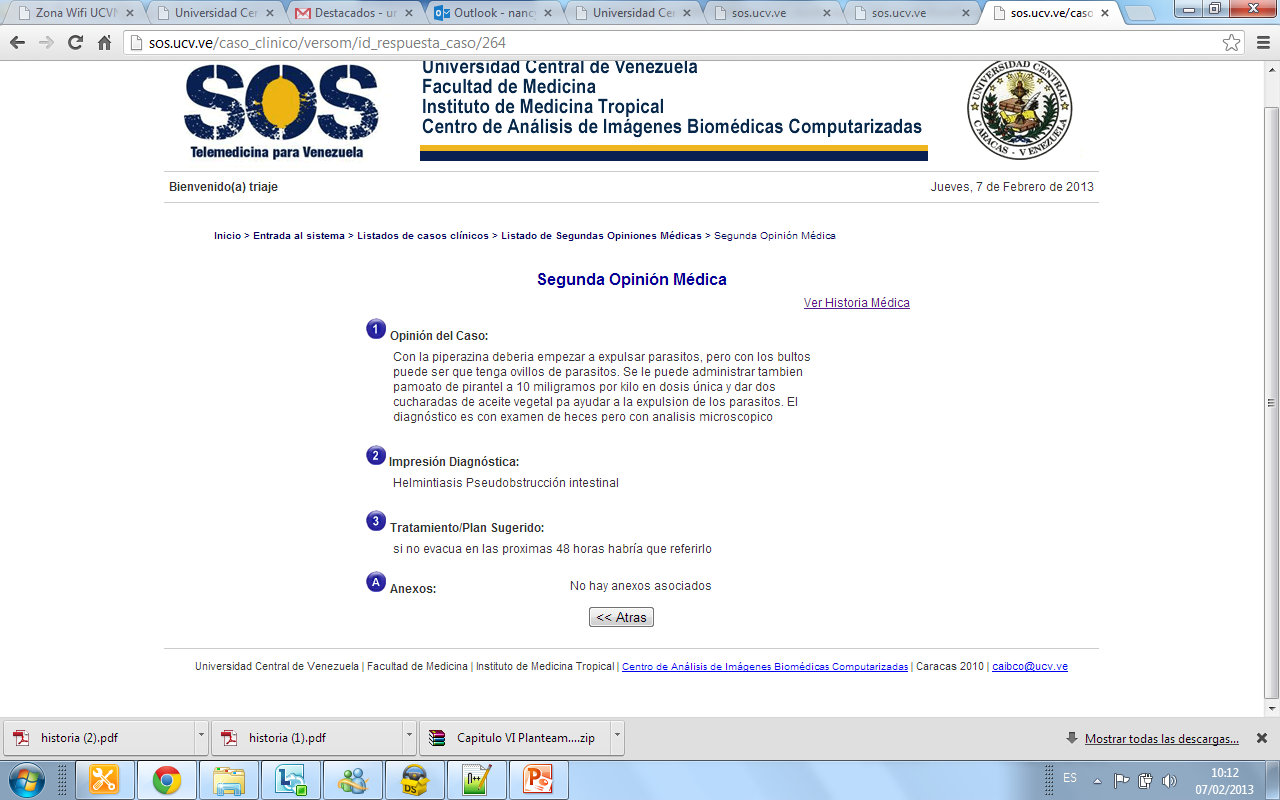 Zona Wifi UCVM
Universidad Cen
Destacados - ur
Outlook - nanc
Universidad Cen
sos.ucv.ve
sos.ucv.ve
sos.ucv.ve/caso
sos.ucv.ve/caso_clinico/versom/id_respuesta_caso/264
SOS
Telemedicina para Venezuela
Universidad Central de Venezuela
Facultad de Medicina
Instituto de Medicina Tropical
Centro de Análisis de Imágenes Biomédicas Computarizadas
UNIVERSIDAD CENTRAL
CARACAS - VENEZUELA
Bienvenido(a) triaje
Jueves, 7 de Febrero de 2013
Inicio > Entrada al sistema > Listados de casos clínicos > Listado de Segundas Opiniones Médicas > Segunda Opinión Médica
Segunda Opinión Médica
Ver Historia Médica
1 Opinión del Caso:
Con la piperazina deberia empezar a expulsar parasitos, pero con los bultos
puede ser que tenga ovillos de parasitos. Se le puede administrar tambien
pamoato de pirantel a 10 miligramos por kilo en dosis única y dar dos
cucharadas de aceite vegetal pa ayudar a la expulsion de los parasitos. El
diagnóstico es con examen de heces pero con analisis microscopico
2 Impresión Diagnóstica:
Helmintiasis Pseudobstrucción intestinal
3 Tratamiento/Plan Sugerido:
si no evacua en las proximas 48 horas habría que referirlo
A Anexos:
No hay anexos asociados
<< Atras
Universidad Central de Venezuela | Facultad de Medicina | Instituto de Medicina Tropical | Centro de Análisis de Imágenes Biomédicas Computarizadas | Caracas 2010 | caibco@ucv.ve
historia (2).pdf
historia (1).pdf
Capitulo VI Planteam....zip
Mostrar todas las descargas...
ES
10:12
07/02/2013